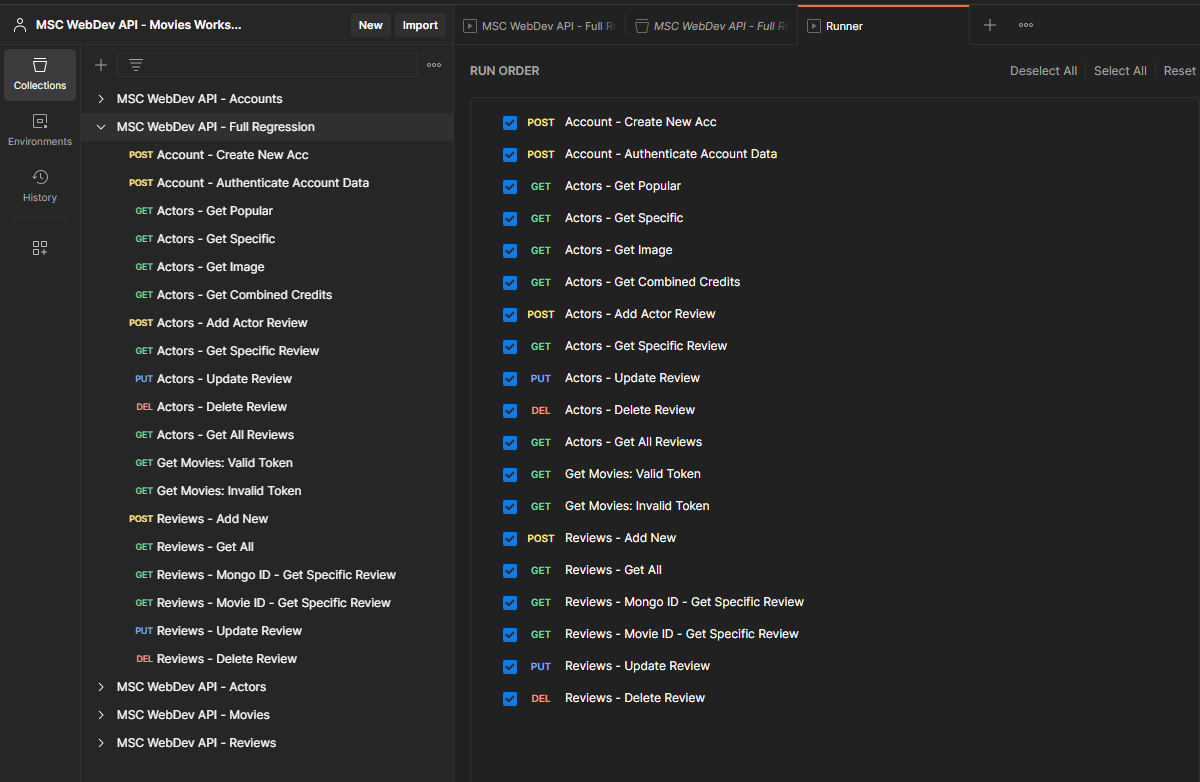 MSC WebDev API - Movies Works...
New
Import
MSC WebDev API - Full R
MSC WebDev API - Full R
Runner
Collections
Environments
History
MSC WebDev API - Accounts
MSC WebDev API - Full Regression
POST Account - Create New Acc
POST Account - Authenticate Account Data
GET Actors - Get Popular
GET Actors - Get Specific
GET Actors - Get Image
GET Actors - Get Combined Credits
POST Actors - Add Actor Review
GET Actors - Get Specific Review
PUT Actors - Update Review
DEL Actors - Delete Review
GET Actors - Get All Reviews
GET Get Movies: Valid Token
GET Get Movies: Invalid Token
POST Reviews - Add New
GET Reviews - Get All
GET Reviews - Mongo ID - Get Specific Review
GET Reviews - Movie ID - Get Specific Review
PUT Reviews - Update Review
DEL Reviews - Delete Review
MSC WebDev API - Actors
MSC WebDev API - Movies
MSC WebDev API - Reviews
RUN ORDER
Deselect All
Select All
Reset
POST Account - Create New Acc
POST Account - Authenticate Account Data
GET Actors - Get Popular
GET Actors - Get Specific
GET Actors - Get Image
GET Actors - Get Combined Credits
POST Actors - Add Actor Review
GET Actors - Get Specific Review
PUT Actors - Update Review
DEL Actors - Delete Review
GET Actors - Get All Reviews
GET Get Movies: Valid Token
GET Get Movies: Invalid Token
POST Reviews - Add New
GET Reviews - Get All
GET Reviews - Mongo ID - Get Specific Review
GET Reviews - Movie ID - Get Specific Review
PUT Reviews - Update Review
DEL Reviews - Delete Review